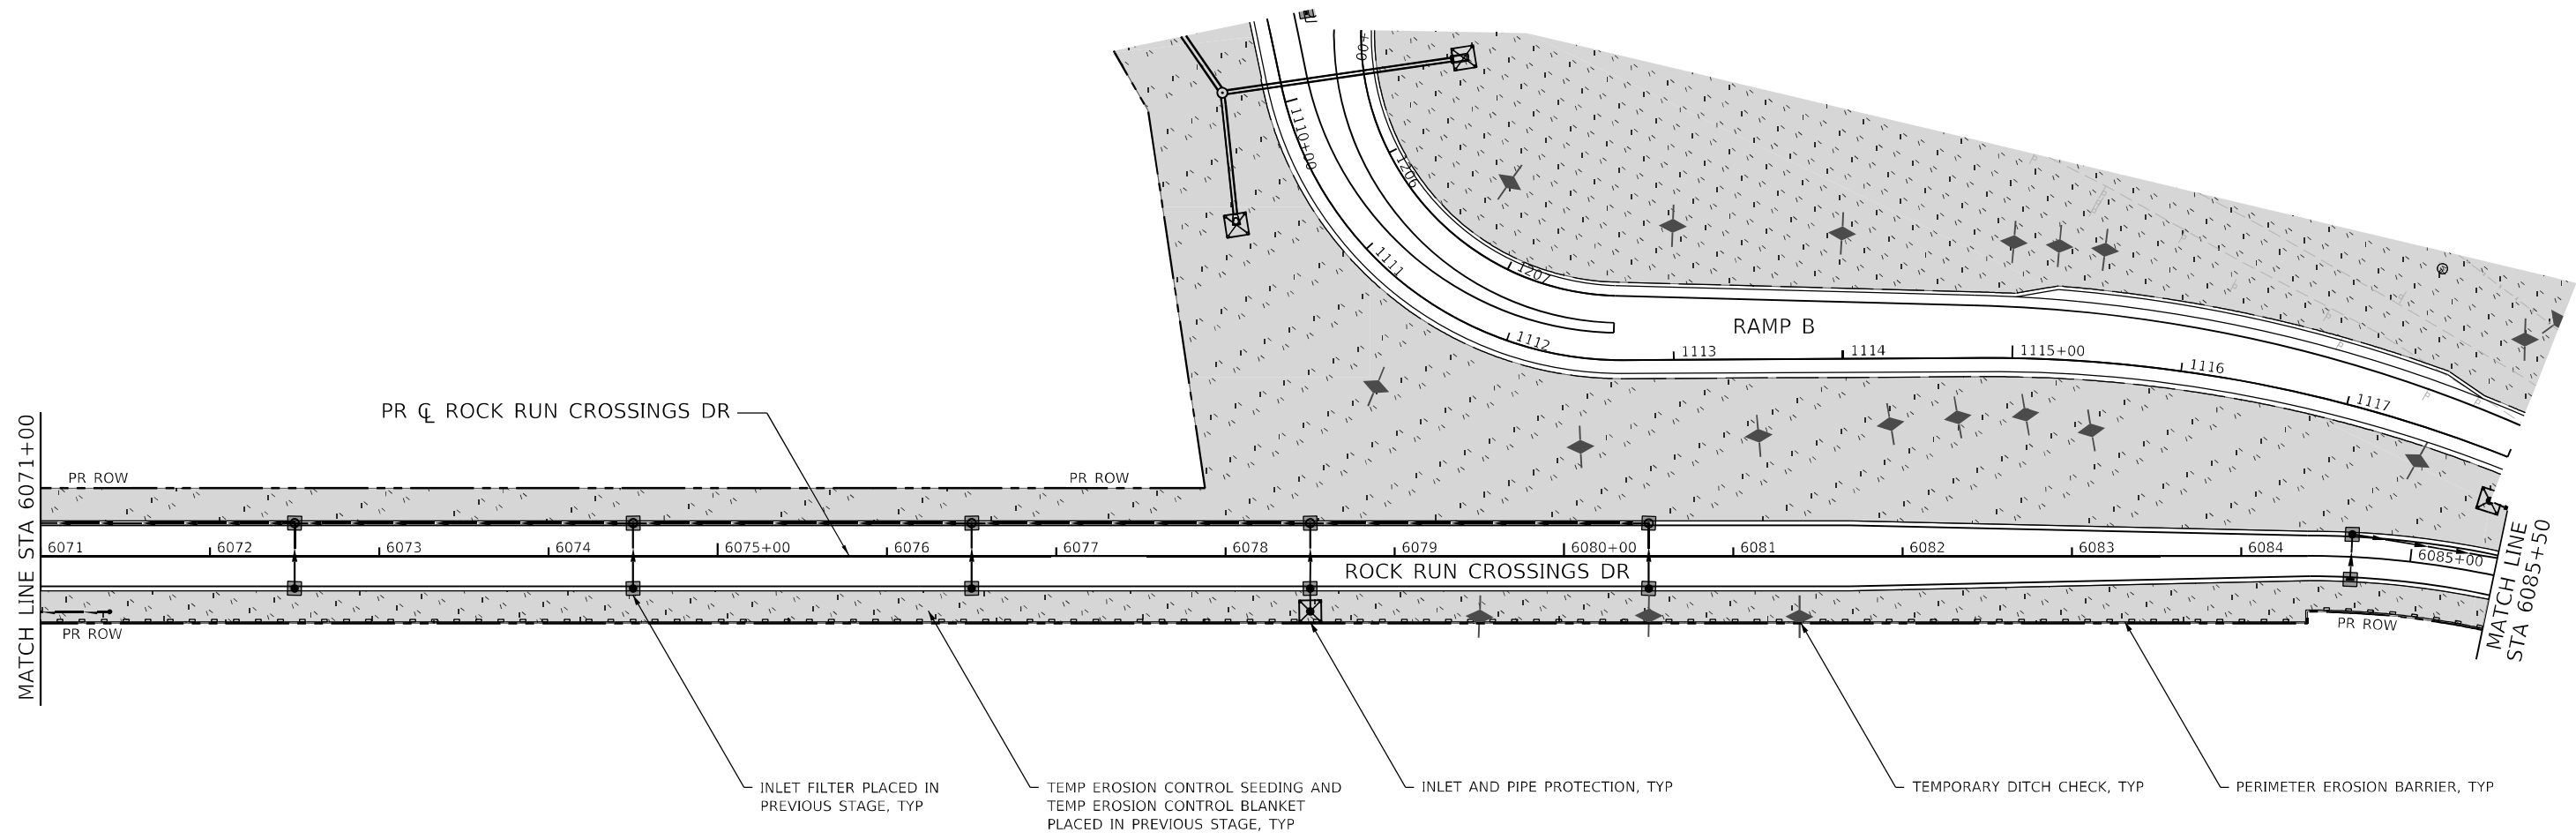 +00
1110+00
1206
1111
1207
1112
RAMP B
1113
1114
1115+00
1116
1117
PR ℄ ROCK RUN CROSSINGS DR
MATCH LINE STA 6071+00
PR ROW
PR ROW
6071
6072
6073
6074
6075+00
6076
6077
6078
6079
6080+00
6081
6082
6083
6084
6085+00
ROCK RUN CROSSINGS DR
PR ROW
PR ROW
MATCH LINE
STA 6085+50
INLET FILTER PLACED IN
PREVIOUS STAGE, TYP
TEMP EROSION CONTROL SEEDING AND
TEMP EROSION CONTROL BLANKET
PLACED IN PREVIOUS STAGE, TYP
INLET AND PIPE PROTECTION, TYP
TEMPORARY DITCH CHECK, TYP
PERIMETER EROSION BARRIER, TYP